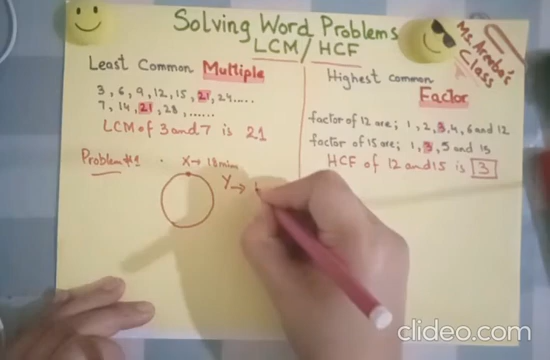 Solving Word Problems
LCM/HCF
Ms. Areeba's
Class
Least Common Multiple
3, 6, 9, 12, 15, 21, 24.....
7, 14, 21, 28, ......
LCM of 3 and 7 is 21
Highest common
Factor
factor of 12 are; 1, 2, 3, 4, 6 and 12
factor of 15 are; 1, 3, 5 and 15
HCF of 12 and 15 is 3
Problem #1
X → 18 mins
Y →
clideo.com